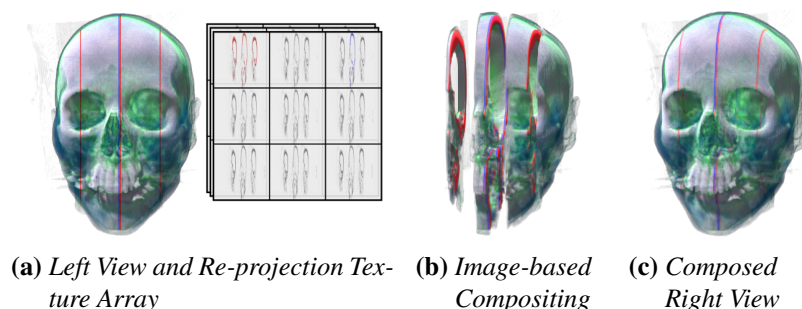 (a) Left View and Re-projection Tex-
ture Array
(b) Image-based
Compositing
(c) Composed
Right View